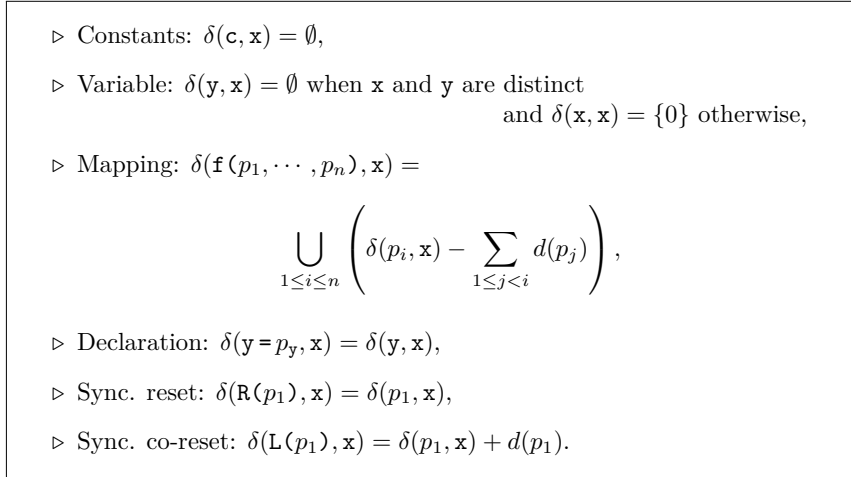 ▷ Constants: δ(c, x) = ∅,
▷ Variable: δ(y, x) = ∅ when x and y are distinct
and δ(x, x) = {0} otherwise,
▷ Mapping: δ(f(p₁, ⋯ , pₙ), x) =
⋃_{1≤i≤n} ( δ(pᵢ, x) − ∑_{1≤j<i} d(pⱼ) ) ,
▷ Declaration: δ(y = p_y, x) = δ(y, x),
▷ Sync. reset: δ(R(p₁), x) = δ(p₁, x),
▷ Sync. co-reset: δ(L(p₁), x) = δ(p₁, x) + d(p₁).